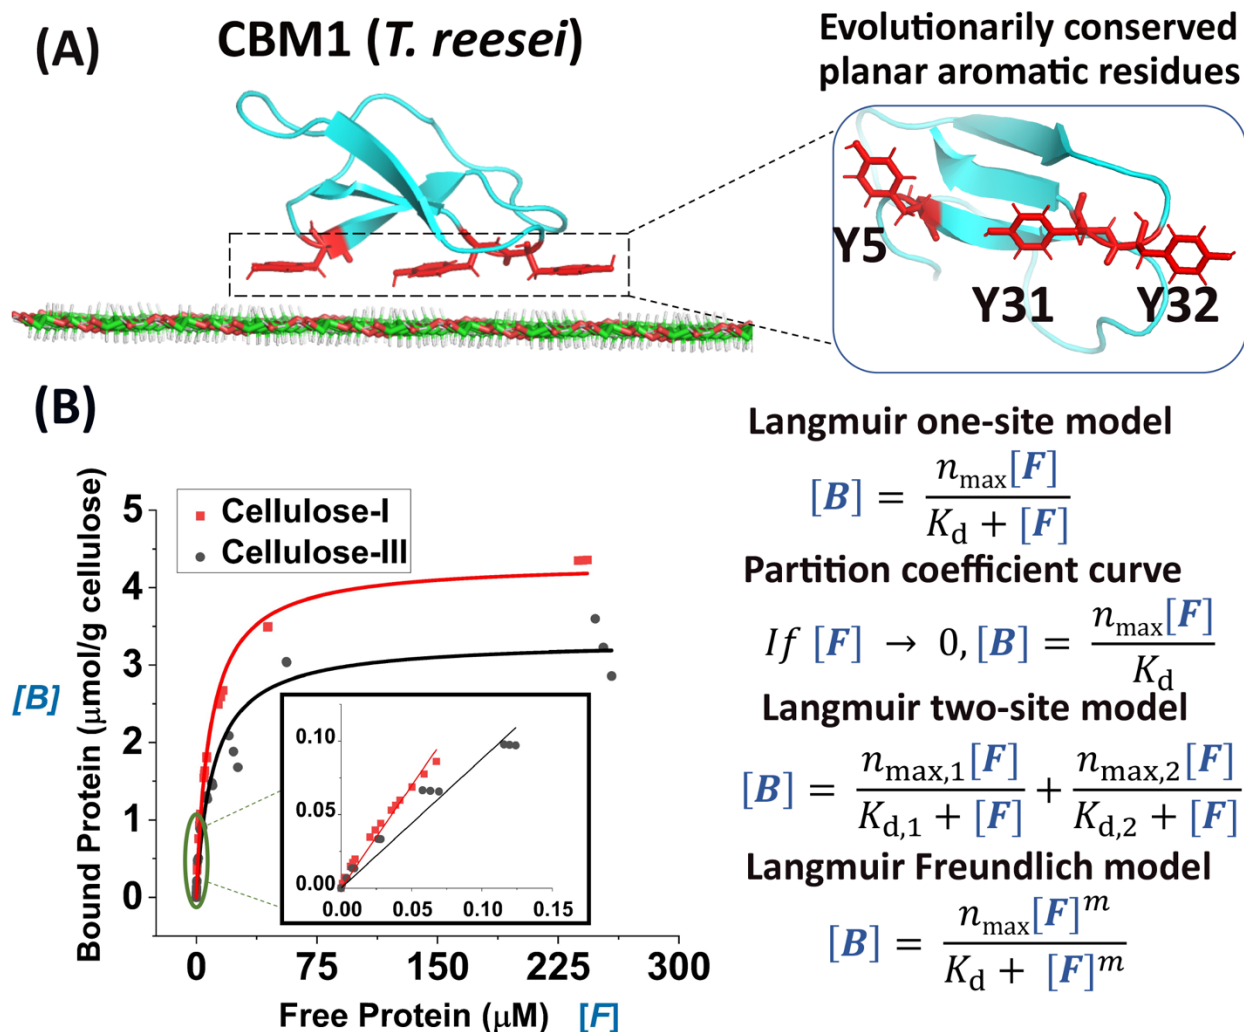 (A)
CBM1 (T. reesei)
Evolutionarily conserved
planar aromatic residues
Y5
Y31
Y32
(B)
Cellulose-I
Cellulose-III
Bound Protein (μmol/g cellulose)
[B]
5
4
3
2
1
0
0.10
0.05
0.00
0.00 0.05 0.10 0.15
0 75 150 225 300
Free Protein (μM) [F]
Langmuir one-site model
[B] = n_max[F] / (K_d + [F])
Partition coefficient curve
If [F] → 0, [B] = n_max[F] / K_d
Langmuir two-site model
[B] = n_max,1[F] / (K_d,1 + [F]) + n_max,2[F] / (K_d,2 + [F])
Langmuir Freundlich model
[B] = n_max[F]^m / (K_d + [F]^m)